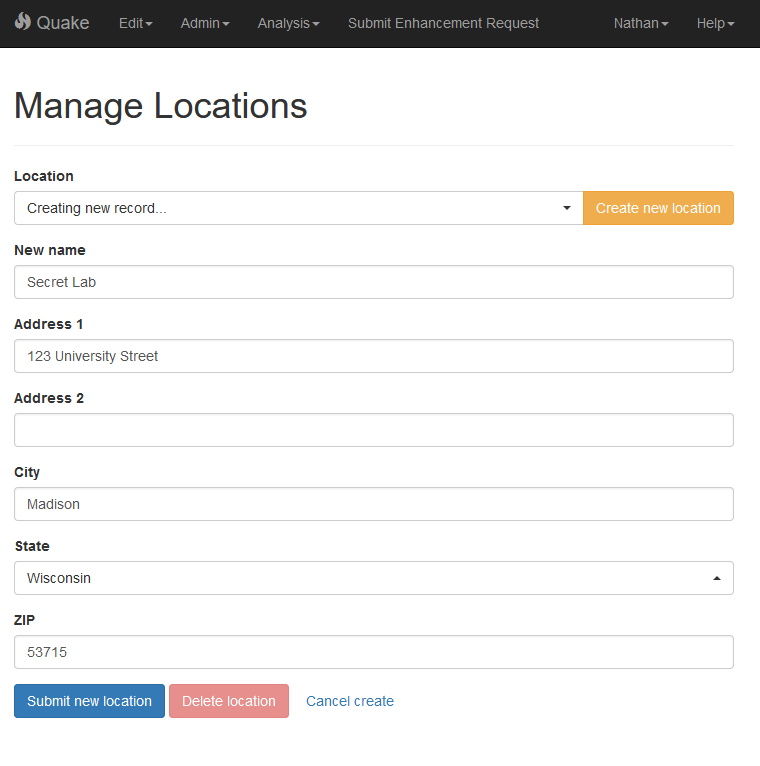 Quake Edit Admin Analysis Submit Enhancement Request Nathan Help
Manage Locations
Location
Creating new record... Create new location
New name
Secret Lab
Address 1
123 University Street
Address 2
City
Madison
State
Wisconsin
ZIP
53715
Submit new location Delete location Cancel create